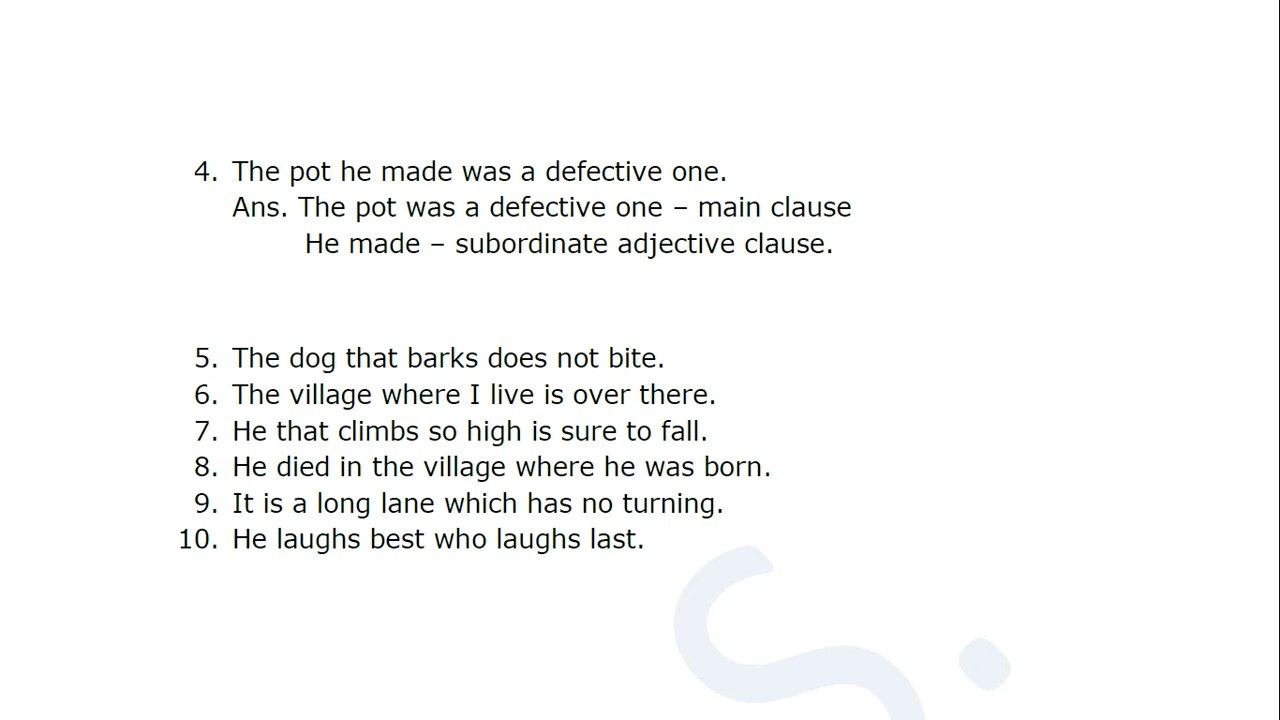 4. The pot he made was a defective one.
Ans. The pot was a defective one – main clause
He made – subordinate adjective clause.
5. The dog that barks does not bite.
6. The village where I live is over there.
7. He that climbs so high is sure to fall.
8. He died in the village where he was born.
9. It is a long lane which has no turning.
10. He laughs best who laughs last.